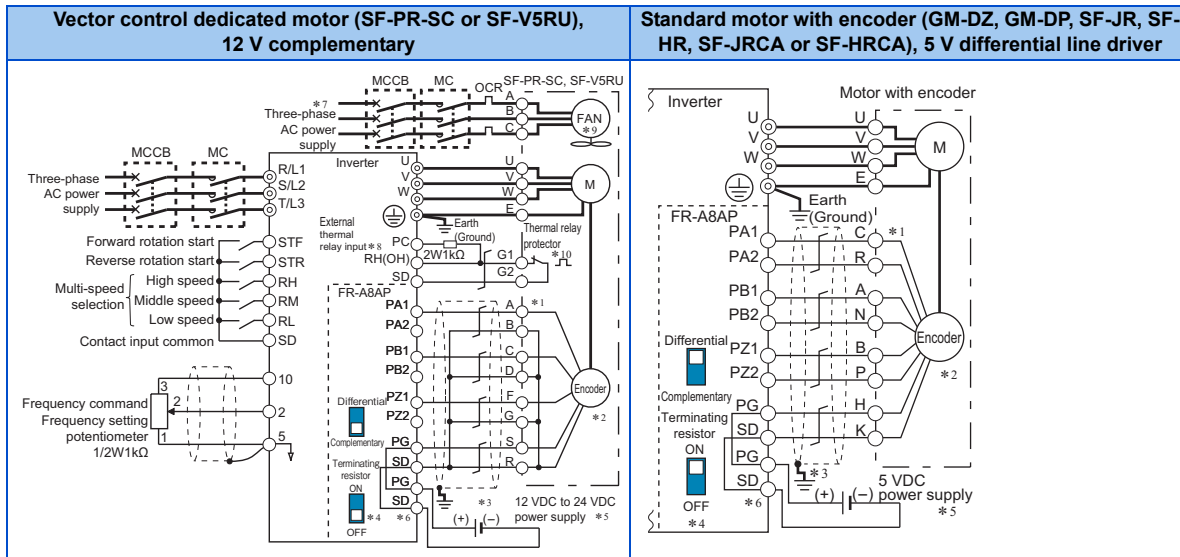 Vector control dedicated motor (SF-PR-SC or SF-V5RU),
12 V complementary
MCCB
MC
OCR
SF-PR-SC, SF-V5RU
*7
Three-phase
AC power
supply
A
B
C
FAN
*9
MCCB
MC
Three-phase
AC power
supply
R/L1
S/L2
T/L3
Inverter
U
V
W
U
V
W
E
M
Earth
(Ground)
Forward rotation start
Reverse rotation start
Multi-speed
selection
High speed
Middle speed
Low speed
Contact input common
STF
STR
RH
RM
RL
SD
External
thermal
relay input *8
PC
RH(OH)
SD
2W1kΩ
G1
G2
Thermal relay
protector
*10
FR-A8AP
PA1
PA2
PB1
PB2
PZ1
PZ2
PG
SD
PG
SD
A
B
C
D
F
G
S
R
*1
Encoder
*2
Differential
Complementary
Terminating
resistor
ON
OFF
*4
*6
*3
(+)
(−)
12 VDC to 24 VDC
power supply *5
Frequency command
Frequency setting
potentiometer
1/2W1kΩ
3
2
1
10
2
5
Standard motor with encoder (GM-DZ, GM-DP, SF-JR, SF-
HR, SF-JRCA or SF-HRCA), 5 V differential line driver
Inverter
Motor with encoder
U
V
W
U
V
W
E
M
Earth
(Ground)
FR-A8AP
PA1
PA2
PB1
PB2
PZ1
PZ2
PG
SD
PG
SD
C
R
A
N
B
P
H
K
*1
Encoder
*2
Differential
Complementary
Terminating
resistor
ON
OFF
*4
*6
*3
(+)
(−)
5 VDC
power supply
*5